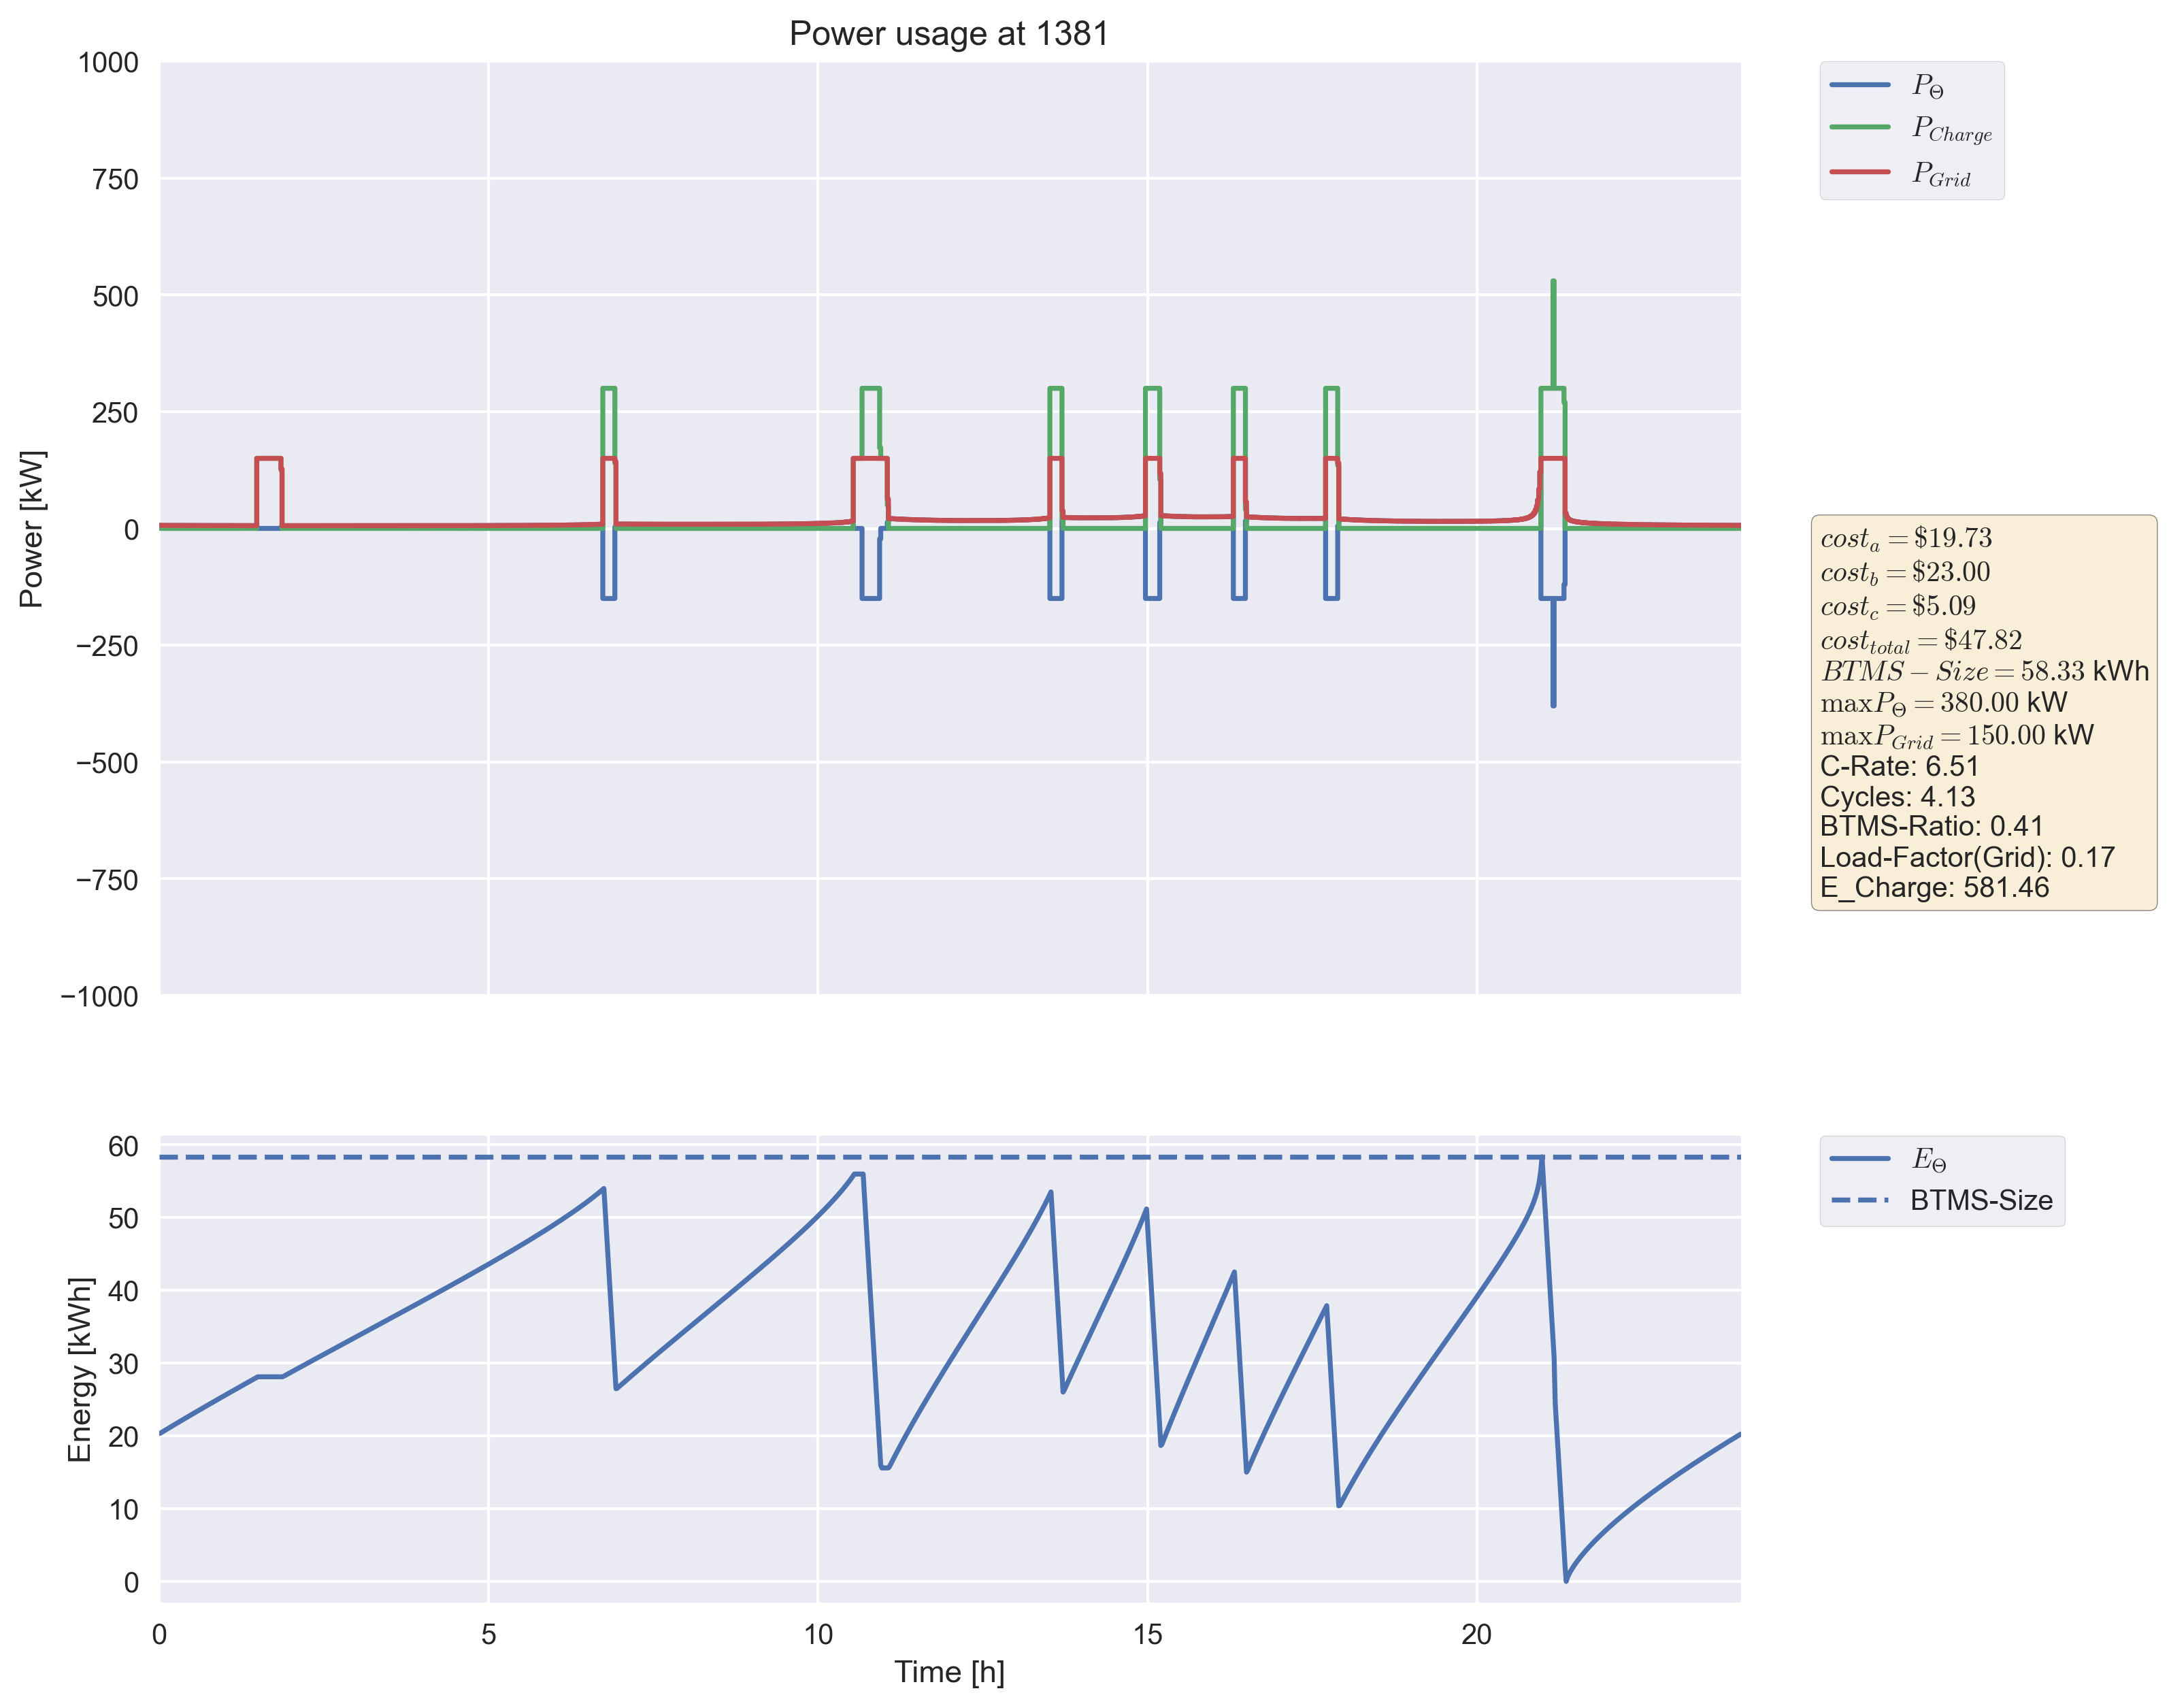 Power usage at 1381
1000
750
500
250
0
−250
−500
−750
−1000
Power [kW]
P_Θ
P_Charge
P_Grid
cost_a = $19.73
cost_b = $23.00
cost_c = $5.09
cost_total = $47.82
BTMS − Size = 58.33 kWh
maxP_Θ = 380.00 kW
maxP_Grid = 150.00 kW
C-Rate: 6.51
Cycles: 4.13
BTMS-Ratio: 0.41
Load-Factor(Grid): 0.17
E_Charge: 581.46
60
50
40
30
20
10
0
Energy [kWh]
E_Θ
BTMS-Size
0 5 10 15 20
Time [h]